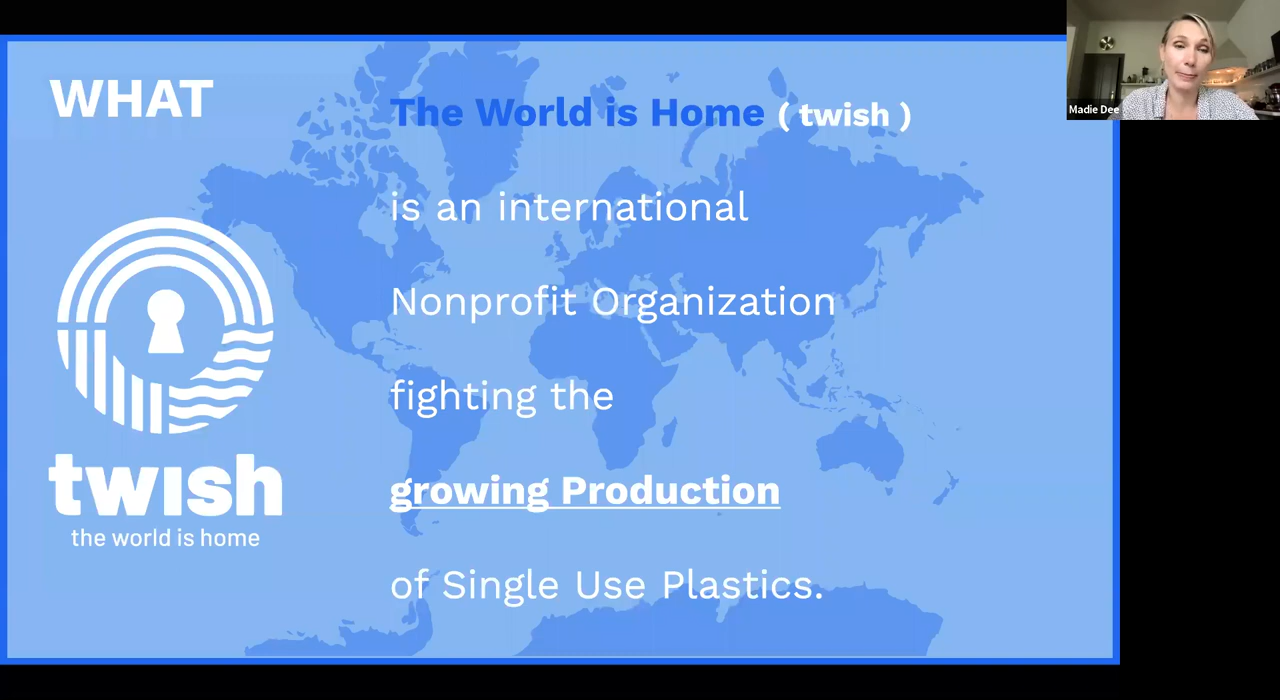 WHAT
The World is Home ( twish )
is an international
Nonprofit Organization
fighting the
growing Production
of Single Use Plastics.
twish
the world is home
Madie Dee